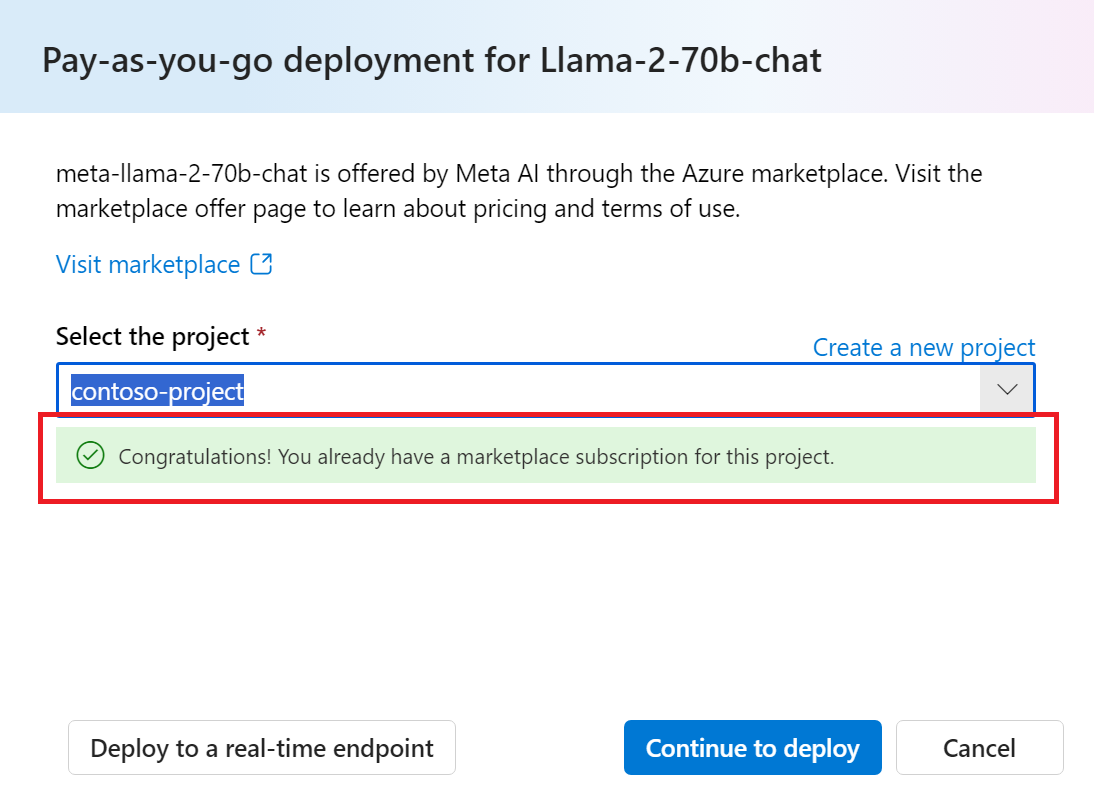 Pay-as-you-go deployment for Llama-2-70b-chat
meta-llama-2-70b-chat is offered by Meta AI through the Azure marketplace. Visit the
marketplace offer page to learn about pricing and terms of use.
Visit marketplace
Select the project *
Create a new project
contoso-project
Congratulations! You already have a marketplace subscription for this project.
Deploy to a real-time endpoint
Continue to deploy
Cancel